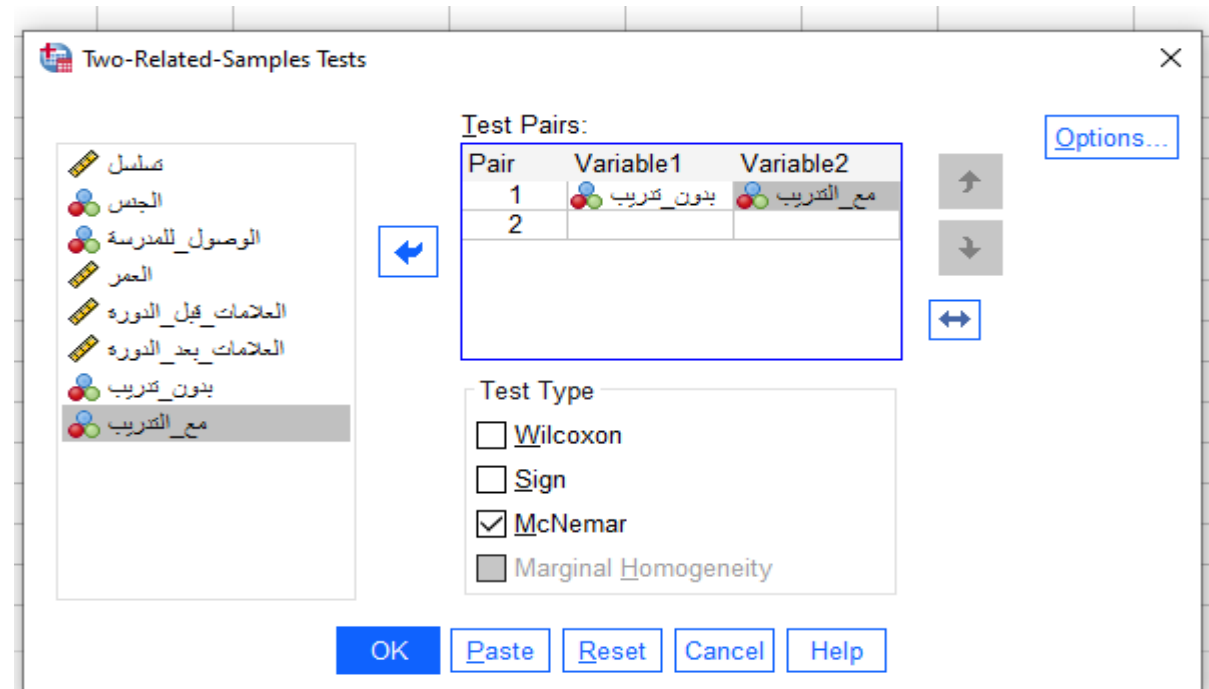 Two-Related-Samples Tests
Test Pairs:
Options...
Pair Variable1 Variable2
1 بدون_تدريب مع_التدريب
2
تسلسل
الجنس
الوصول_للمدرسة
العمر
العلامات_قبل_الدوره
العلامات_بعد_الدوره
بدون_تدريب
مع_التدريب
Test Type
Wilcoxon
Sign
McNemar
Marginal Homogeneity
OK Paste Reset Cancel Help